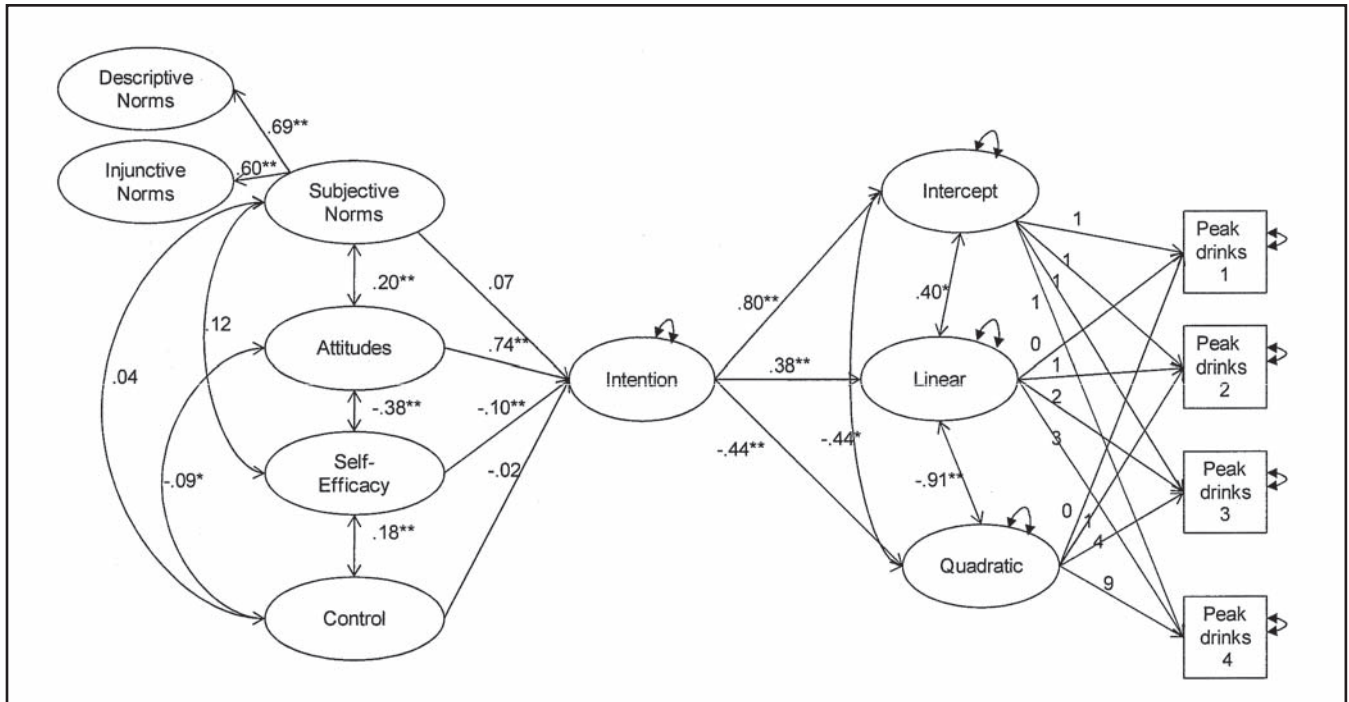 Descriptive
Norms
.69**
Injunctive
Norms
.60**
Subjective
Norms
.20**
.07
.12
.04
Attitudes
.74**
-.38**
-.10**
Self-
Efficacy
-.09*
-.02
.18**
Control
Intention
.80**
.38**
-.44**
-.44*
Intercept
.40*
Linear
-.91**
Quadratic
1
1
1
1
0
1
2
3
0
1
4
9
Peak
drinks
1
Peak
drinks
2
Peak
drinks
3
Peak
drinks
4